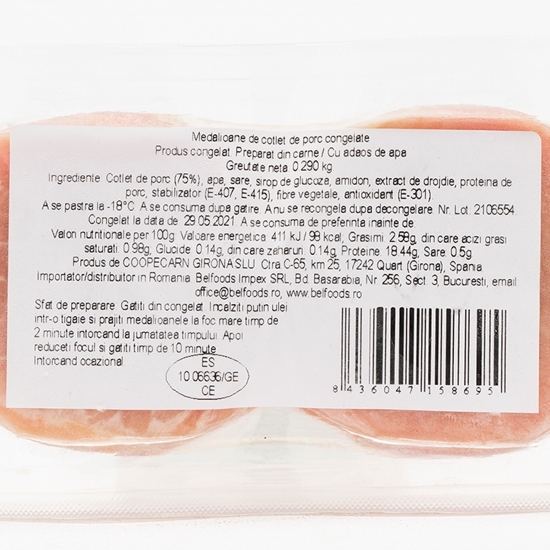 Medalioane de cotlet de porc congelate
Produs congelat. Preparat din carne / Cu adaos de apa
Greutate neta 0.290 kg
Ingrediente: Cotlet de porc (75%), apa, sare, sirop de glucoza, amidon, extract de drojdie, proteina de
porc, stabilizator (E-407, E-415), fibre vegetale, antioxidant (E-301)
A se pastra la -18°C A se consuma dupa gatire. A nu se recongela dupa decongelare. Nr. Lot 2106554
Congelat la data de 29.05.2021 A se consuma de preferinta inainte de
Valori nutritionale per 100g: Valoare energetica 411 kJ / 98 kcal, Grasimi 2.58g, din care acizi grasi
saturati 0.98g, Glucide 0.14g, din care zaharuri: 0.14g, Proteine 18.44g, Sare 0.5g
Produs de COOPECARN GIRONA SLU Ctra C-65, km 25, 17242 Quart (Girona), Spania
Importator/distribuitor in Romania Belfoods Impex SRL, Bd. Basarabia, Nr 256, Sect 3, Bucuresti, email
office@belfoods.ro, www.belfoods.ro
Sfat de preparare. Gatiti din congelat Incalziti putin ulei
intr-o tigaie si prajiti medalioanele la foc mare timp de
2 minute intorcand la jumatatea timpului. Apoi
reduceti focul si gatiti timp de 10 minute
Intorcand ocazional
ES
10.06636/GE
CE
8 436047 158695